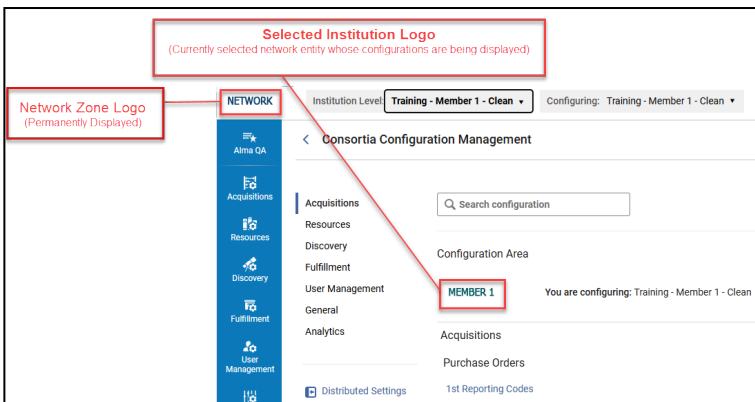 Selected Institution Logo
(Currently selected network entity whose configurations are being displayed)
Network Zone Logo
(Permanently Displayed)
NETWORK
Institution Level: Training - Member 1 - Clean
Configuring: Training - Member 1 - Clean
Alma QA
Consortia Configuration Management
Acquisitions
Resources
Discovery
Fulfillment
User
Management
Acquisitions
Resources
Discovery
Fulfillment
User Management
General
Analytics
Distributed Settings
Search configuration
Configuration Area
MEMBER 1
You are configuring: Training - Member 1 - Clean
Acquisitions
Purchase Orders
1st Reporting Codes